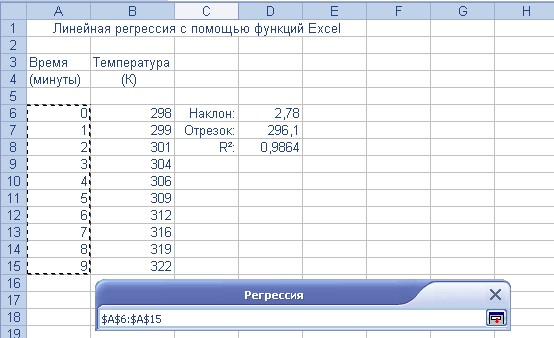 A B C D E F G H
1 Линейная регрессия с помощью функций Excel
2
3 Время Температура
4 (минуты) (К)
5
6 0 298 Наклон: 2,78
7 1 299 Отрезок: 296,1
8 2 301 R²: 0,9864
9 3 304
10 4 306
11 5 309
12 6 312
13 7 316
14 8 319
15 9 322
16
17 Регрессия
18 $A$6:$A$15
19